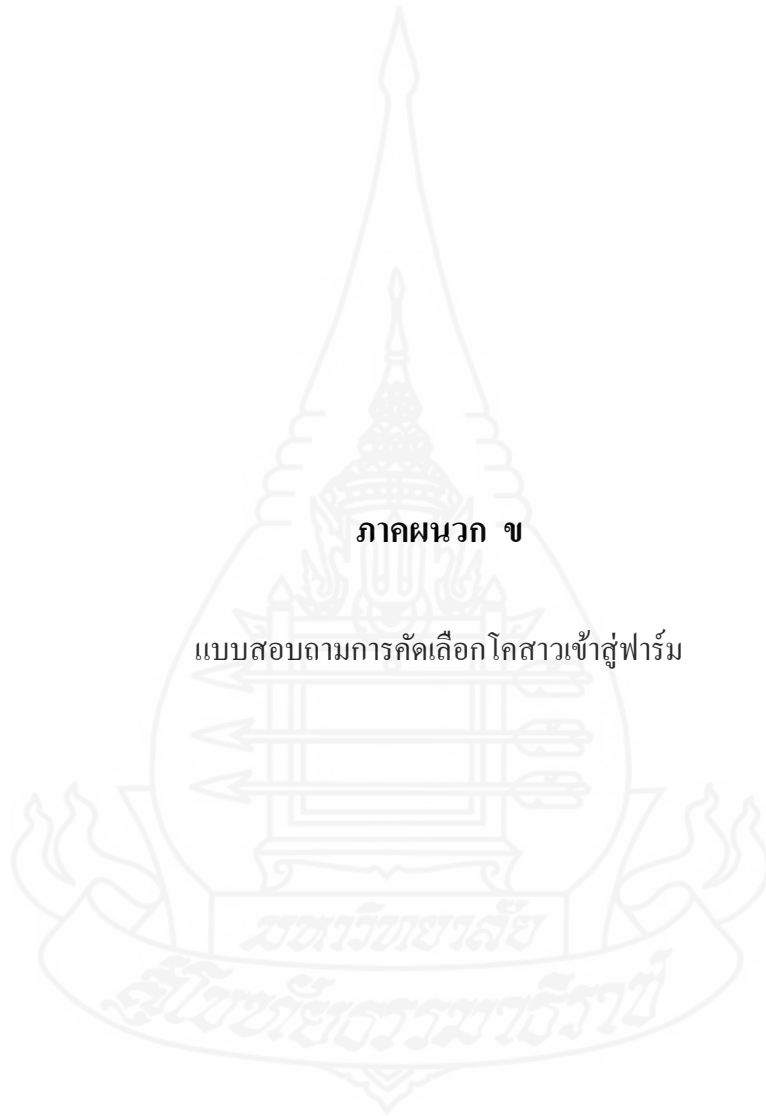 ภาคผนวก ข
แบบสอบถามการคัดเลือกโคสาวเข้าสู่ฟาร์ม
มหาวิทยาลัย
สุโขทัยธรรมาธิราช